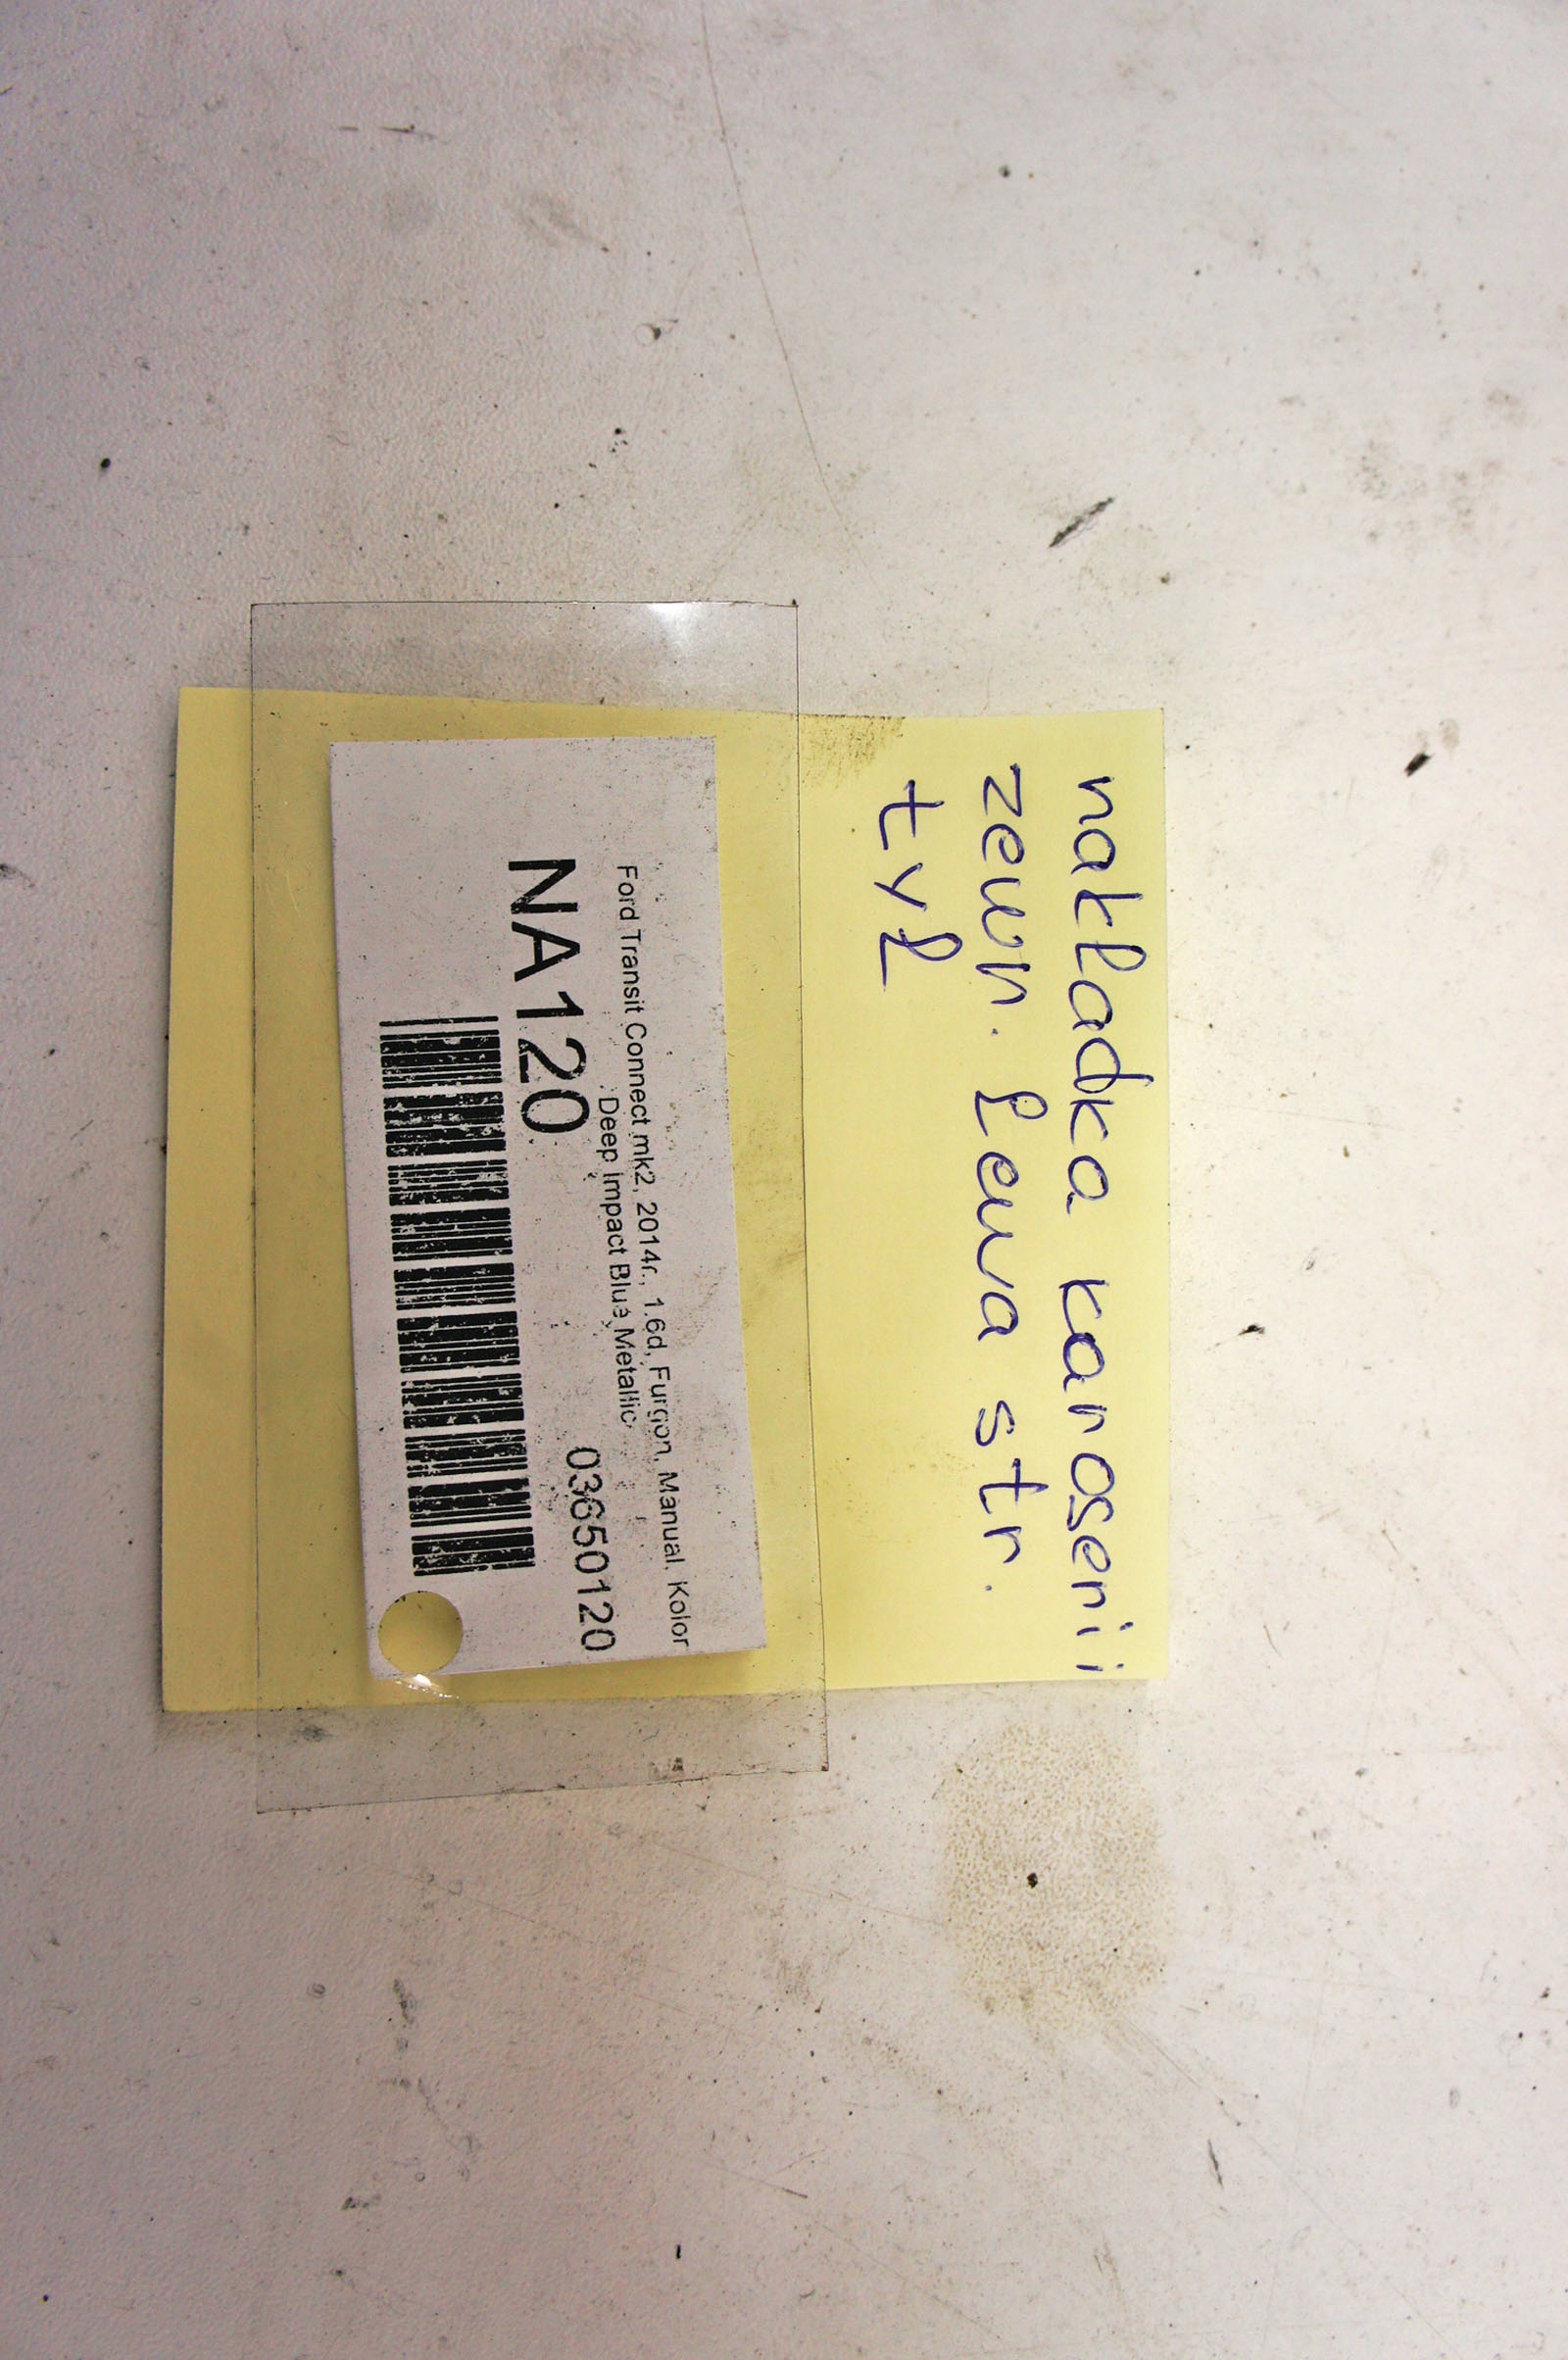 nakładka karoserii
zewn. lewa str.
tył
Ford Transit Connect mk2, 2014r., 1.6d, Furgon, Manual, Kolor
Deep Impact Blue Metallic
NA120
03650120